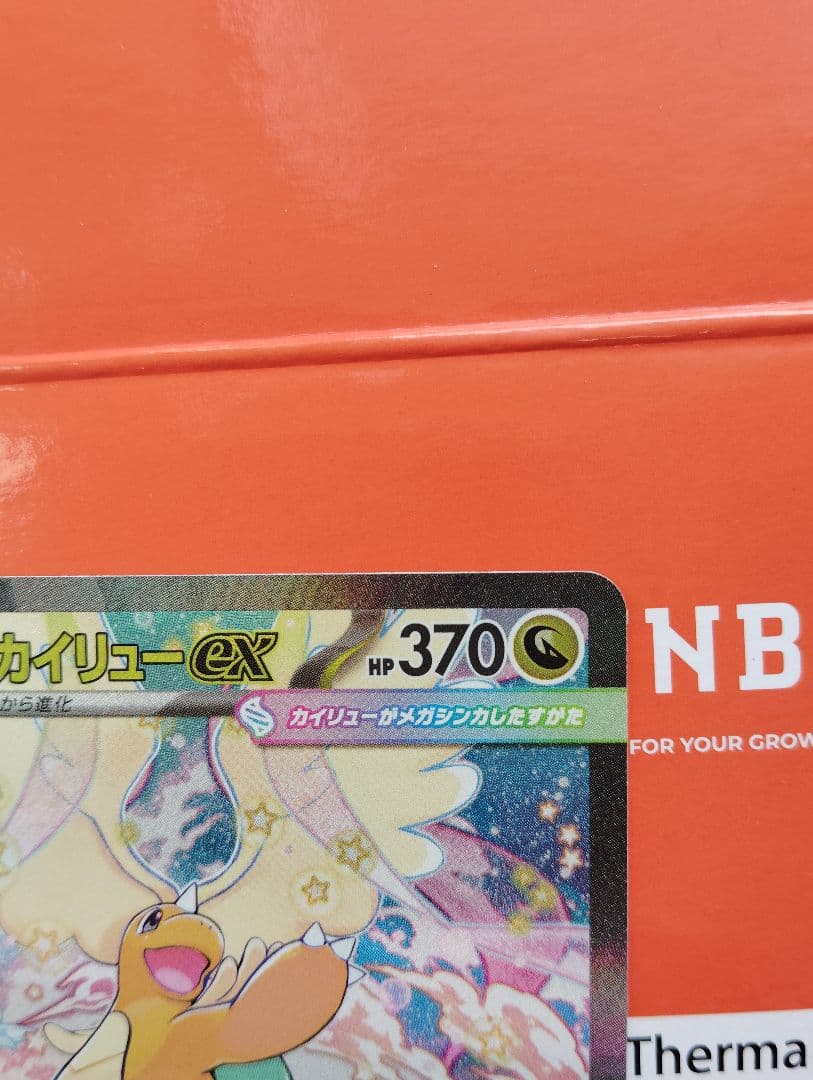 カイリューex HP370
から進化
カイリューがメガシンカしたすがた
NB
FOR YOUR GROW
Therma